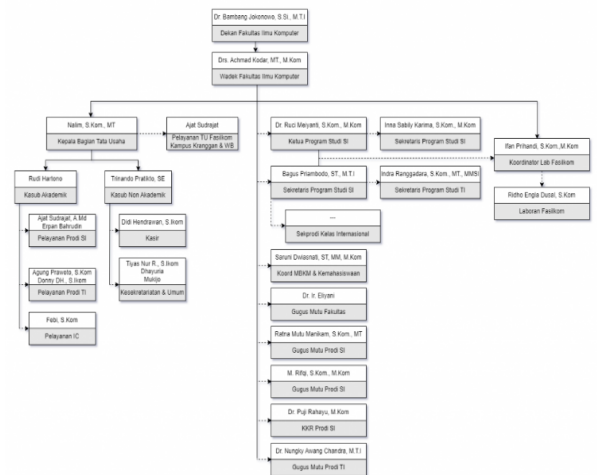 Dr. Bambang Jokonowo, S.Si., M.T.I
Dekan Fakultas Ilmu Komputer
Drs. Achmad Kodar, MT., M.Kom
Wadek Fakultas Ilmu Komputer
Nalim, S.Kom., MT
Kepala Bagian Tata Usaha
Ajat Sudrajat
Pelayanan TU Fasilkom
Kampus Kranggan & WB
Dr. Ruci Meiyanti, S.Kom., M.Kom
Ketua Program Studi SI
Inna Sabily Karima, S.Kom., M.Kom
Sekretaris Program Studi SI
Ifan Prihandi, S.Kom.,M.Kom
Koordinator Lab Fasilkom
Rudi Hartono
Kasub Akademik
Trinando Pratikto, SE
Kasub Non Akademik
Bagus Priambodo, ST., M.T.I
Sekretaris Program Studi SI
Indra Ranggadara, S.Kom., MT., MMSI
Sekretaris Program Studi TI
Ridho Engla Dusai, S.Kom
Laboran Fasilkom
Ajat Sudrajat, A.Md
Erpan Bahrudin
Pelayanan Prodi SI
Didi Hendrawan, S.Ikom
Kasir
---
Sekprodi Kelas Internasional
Agung Prawoto, S.Kom
Donny DH., S.Ikom
Pelayanan Prodi TI
Tiyas Nur R., S.Ikom
Dhayuria
Mukijo
Kesekretariatan & Umum
Sarum Dwiasnati, ST, MM, M.Kom
Koord MBKM & Kemahasiswaan
Febi, S.Kom
Pelayanan IC
Dr. Ir. Eliyani
Gugus Mutu Fakultas
Ratna Mutu Manikam, S.Kom., MT
Gugus Mutu Prodi SI
M. Rifqi, S.Kom., M.Kom
Gugus Mutu Prodi SI
Dr. Puji Rahayu, M.Kom
KKR Prodi SI
Dr. Nungky Awang Chandra, M.T.I
Gugus Mutu Prodi TI